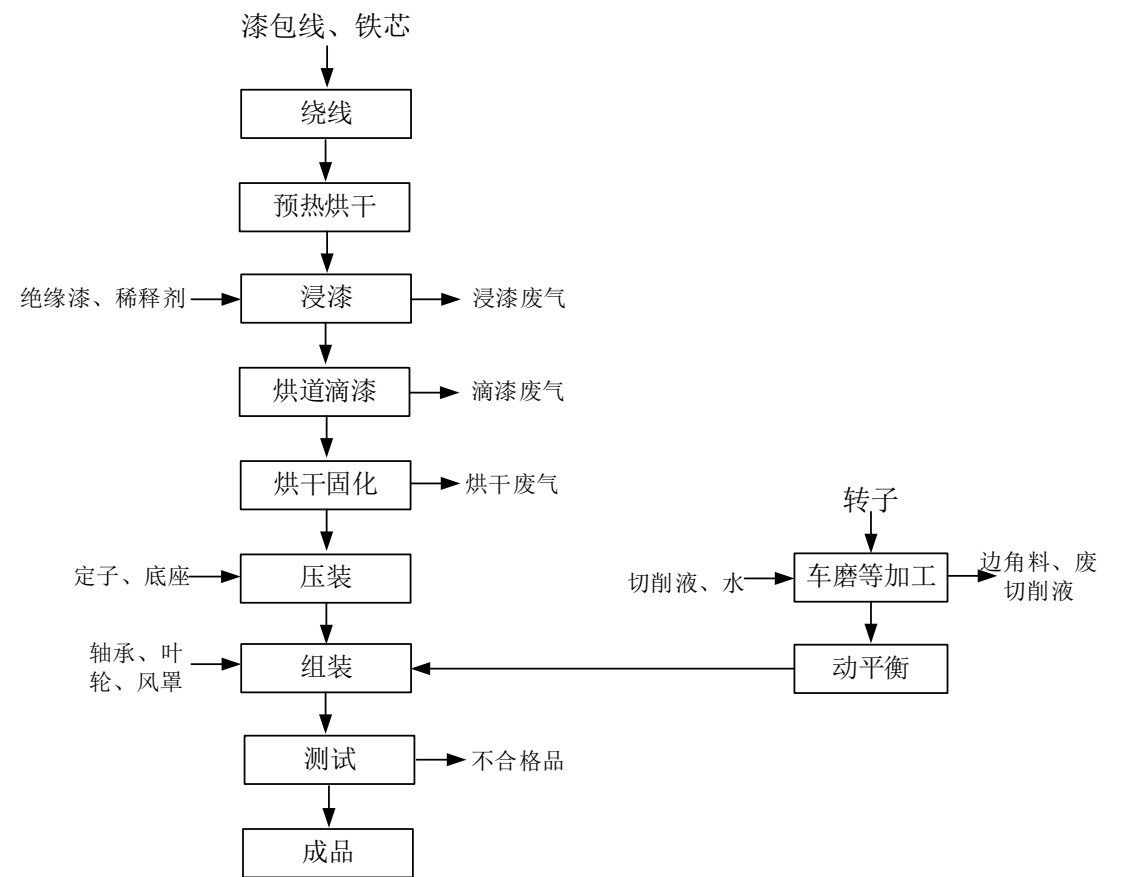 漆包线、铁芯
绕线
预热烘干
绝缘漆、稀释剂
浸漆
浸漆废气
烘道滴漆
滴漆废气
烘干固化
烘干废气
转子
定子、底座
压装
切削液、水
车磨等加工
边角料、废
切削液
轴承、叶
轮、风罩
组装
动平衡
测试
不合格品
成品